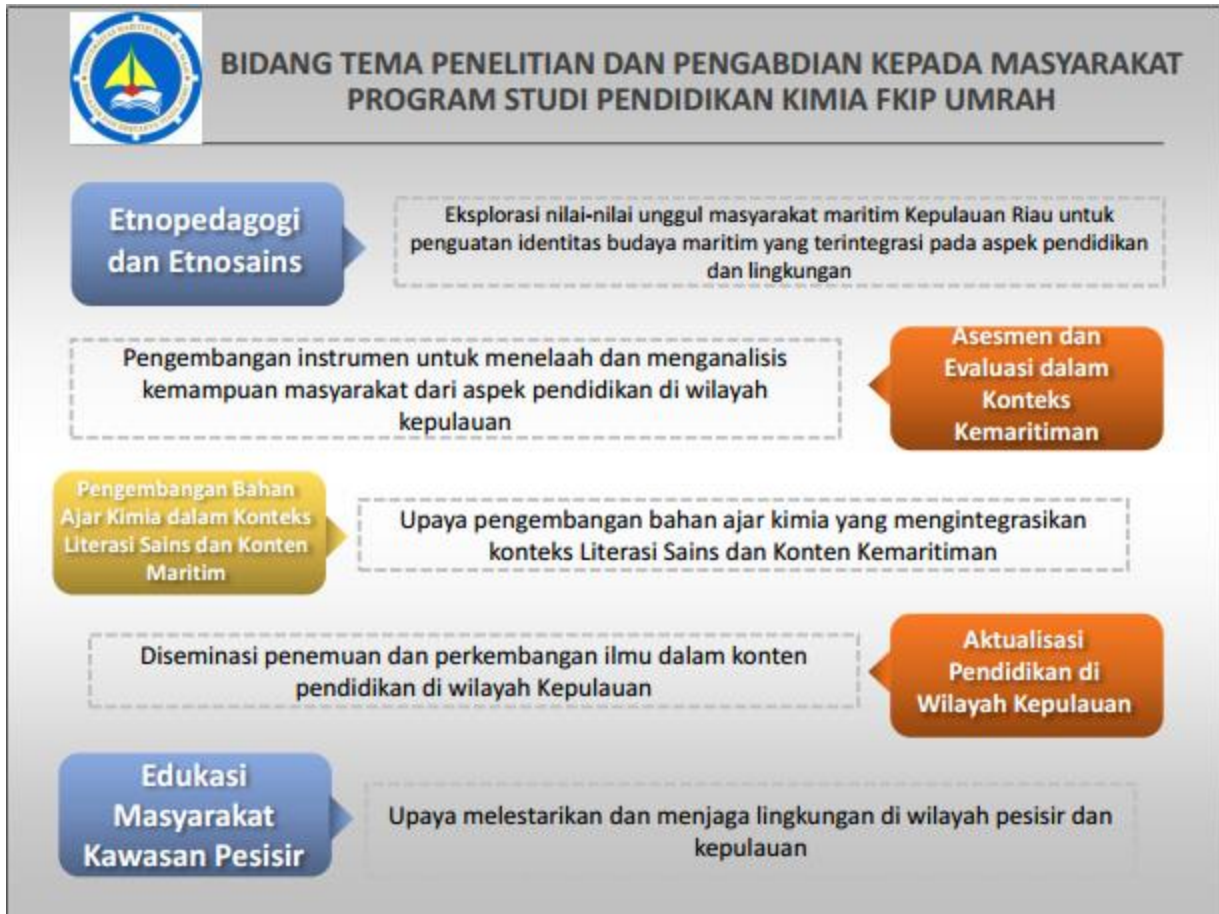 BIDANG TEMA PENELITIAN DAN PENGABDIAN KEPADA MASYARAKAT
PROGRAM STUDI PENDIDIKAN KIMIA FKIP UMRAH
Etnopedagogi
dan Etnosains
Eksplorasi nilai-nilai unggul masyarakat maritim Kepulauan Riau untuk
penguatan identitas budaya maritim yang terintegrasi pada aspek pendidikan
dan lingkungan
Pengembangan instrumen untuk menelaah dan menganalisis
kemampuan masyarakat dari aspek pendidikan di wilayah
kepulauan
Asesmen dan
Evaluasi dalam
Konteks
Kemaritiman
Pengembangan Bahan
Ajar Kimia dalam Konteks
Literasi Sains dan Konten
Maritim
Upaya pengembangan bahan ajar kimia yang mengintegrasikan
konteks Literasi Sains dan Konten Kemaritiman
Diseminasi penemuan dan perkembangan ilmu dalam konten
pendidikan di wilayah Kepulauan
Aktualisasi
Pendidikan di
Wilayah Kepulauan
Edukasi
Masyarakat
Kawasan Pesisir
Upaya melestarikan dan menjaga lingkungan di wilayah pesisir dan
kepulauan